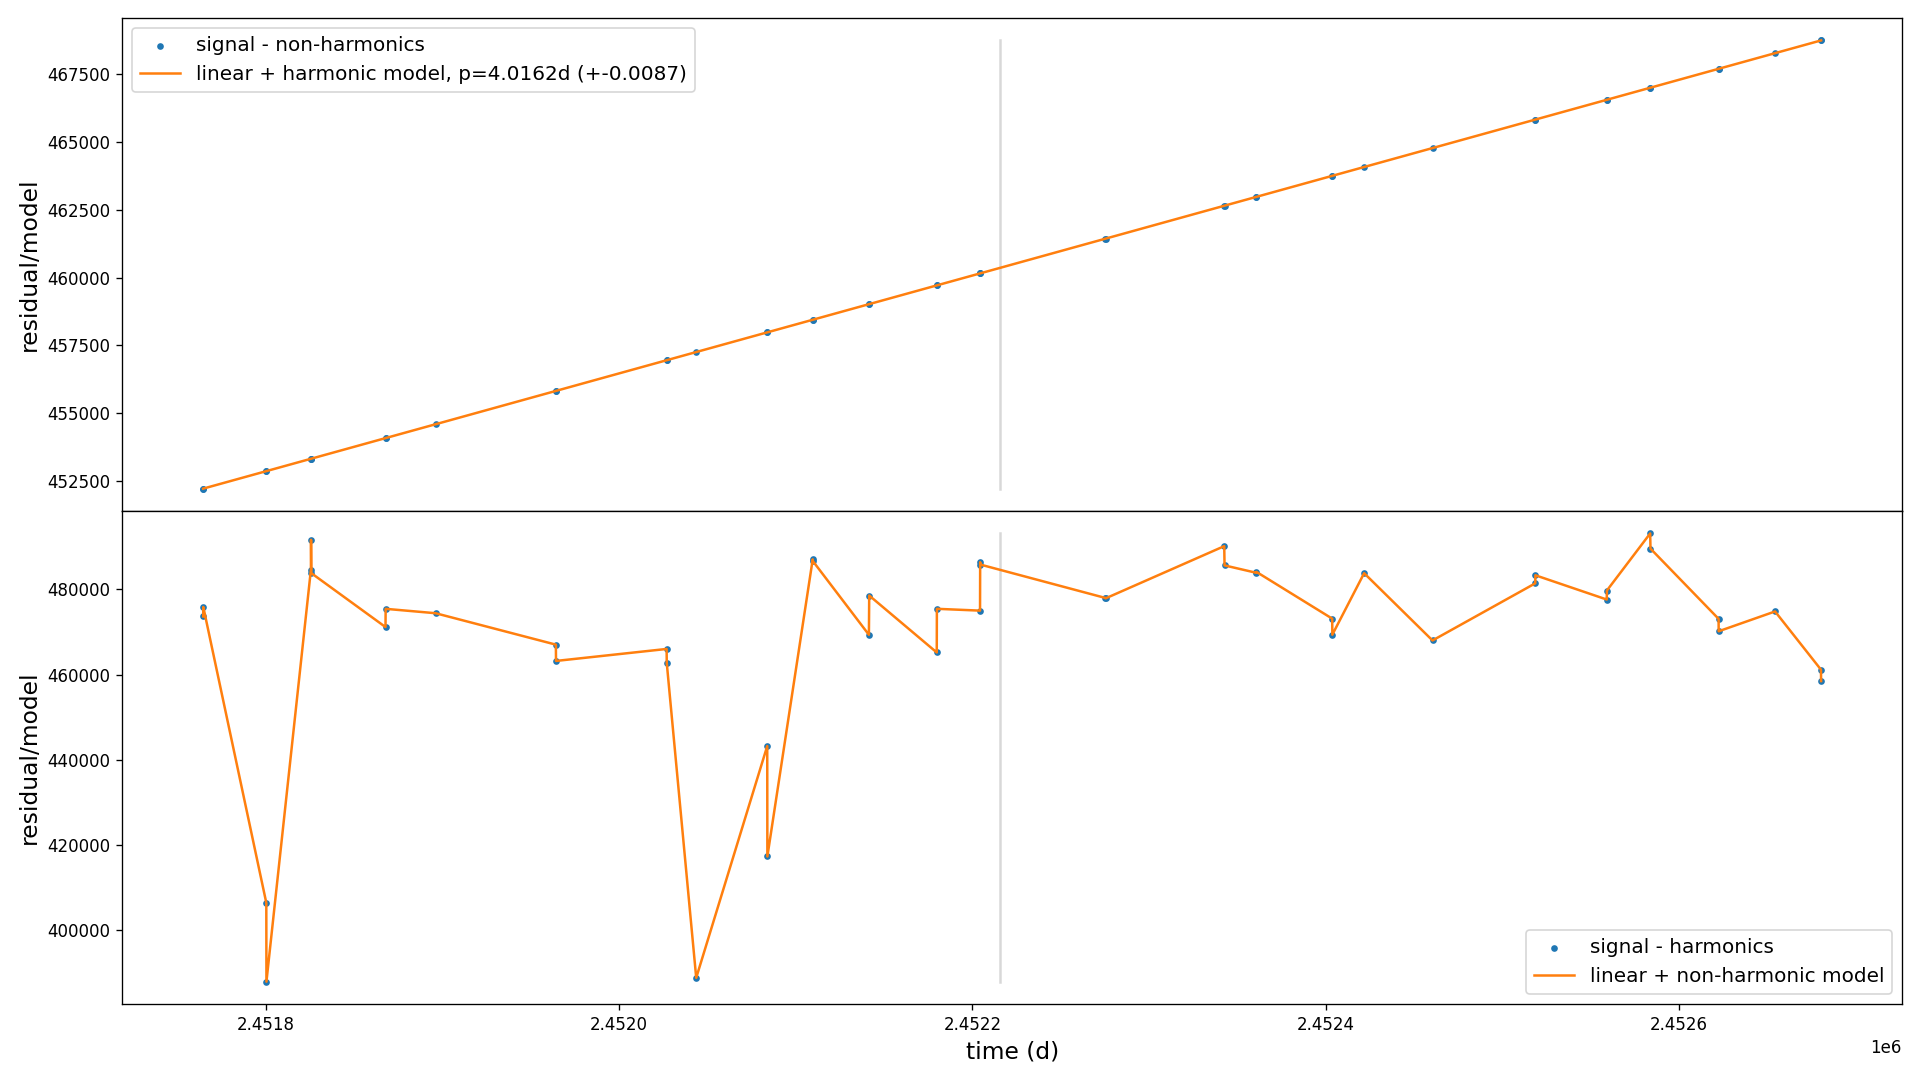 signal - non-harmonics
linear + harmonic model, p=4.0162d (+-0.0087)
467500
465000
462500
460000
457500
455000
452500
residual/model
480000
460000
440000
420000
400000
residual/model
signal - harmonics
linear + non-harmonic model
2.4518
2.4520
2.4522
2.4524
2.4526
1e6
time (d)